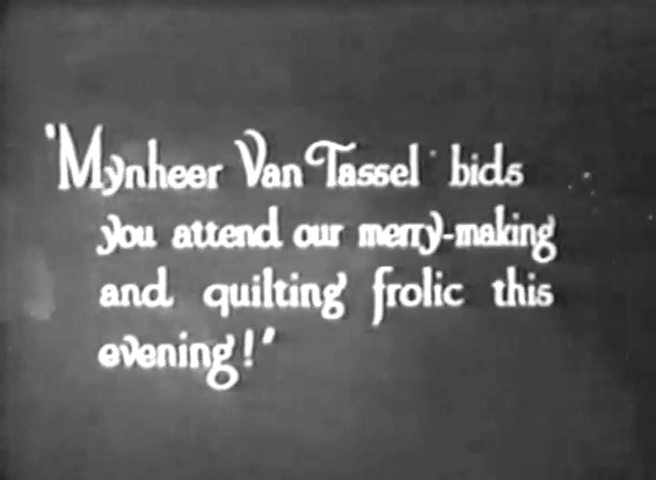 "Mynheer Van Tassel bids
you attend our merry-making
and quilting frolic this
evening!"